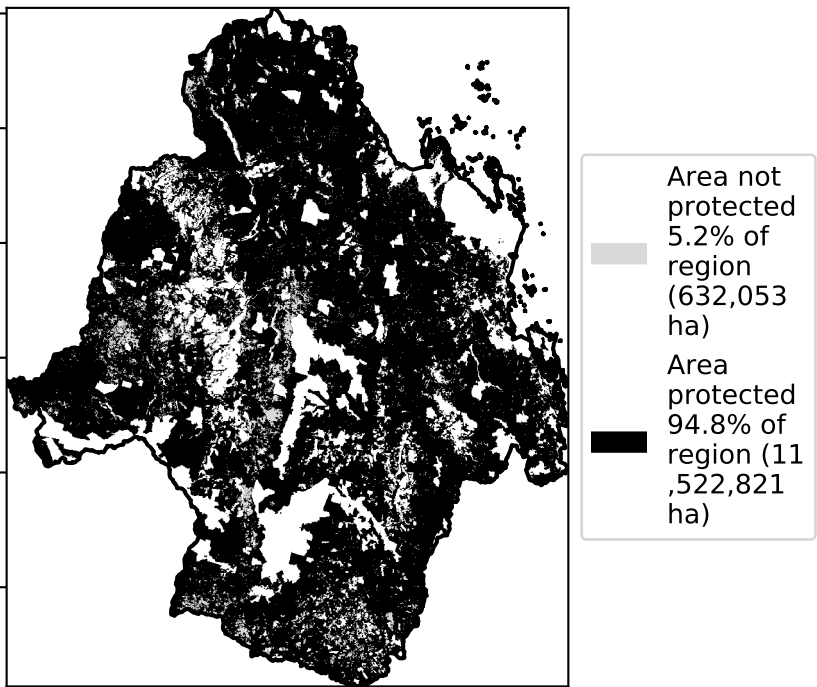 Area not
protected
5.2% of
region
(632,053
ha)
Area
protected
94.8% of
region (11
,522,821
ha)